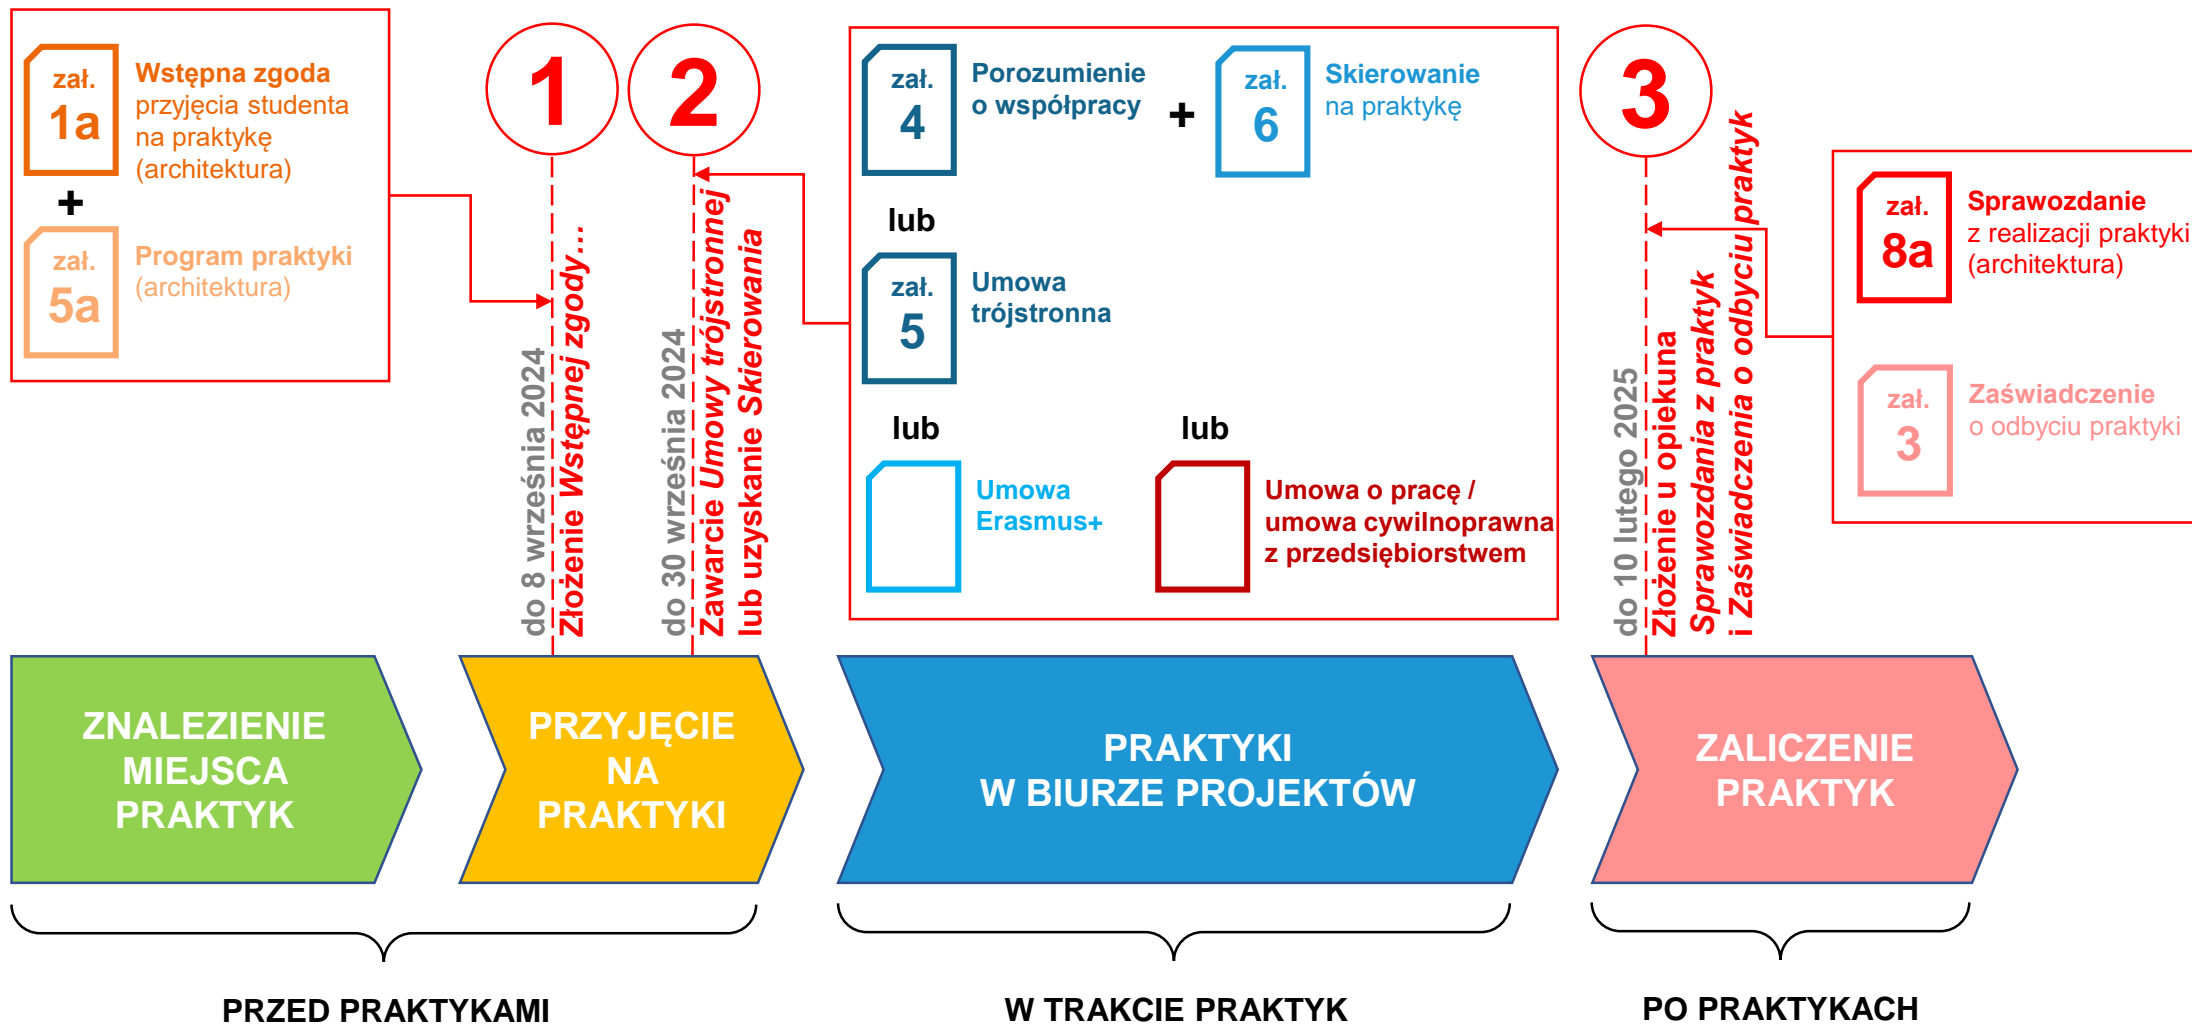 zał.
1a
Wstępna zgoda
przyjęcia studenta
na praktykę
(architektura)
+
zał.
5a
Program praktyki
(architektura)
1
do 8 września 2024
Złożenie Wstępnej zgody…
2
do 30 września 2024
Zawarcie Umowy trójstronnej
lub uzyskanie Skierowania
zał.
4
Porozumienie
o współpracy
+
zał.
6
Skierowanie
na praktykę
lub
zał.
5
Umowa
trójstronna
lub
Umowa
Erasmus+
lub
Umowa o pracę /
umowa cywilnoprawna
z przedsiębiorstwem
3
do 10 lutego 2025
Złożenie u opiekuna
Sprawozdania z praktyk
i Zaświadczenia o odbyciu praktyk
zał.
8a
Sprawozdanie
z realizacji praktyki
(architektura)
zał.
3
Zaświadczenie
o odbyciu praktyki
ZNALEZIENIE
MIEJSCA
PRAKTYK
PRZYJĘCIE
NA
PRAKTYKI
PRAKTYKI
W BIURZE PROJEKTÓW
ZALICZENIE
PRAKTYK
PRZED PRAKTYKAMI
W TRAKCIE PRAKTYK
PO PRAKTYKACH